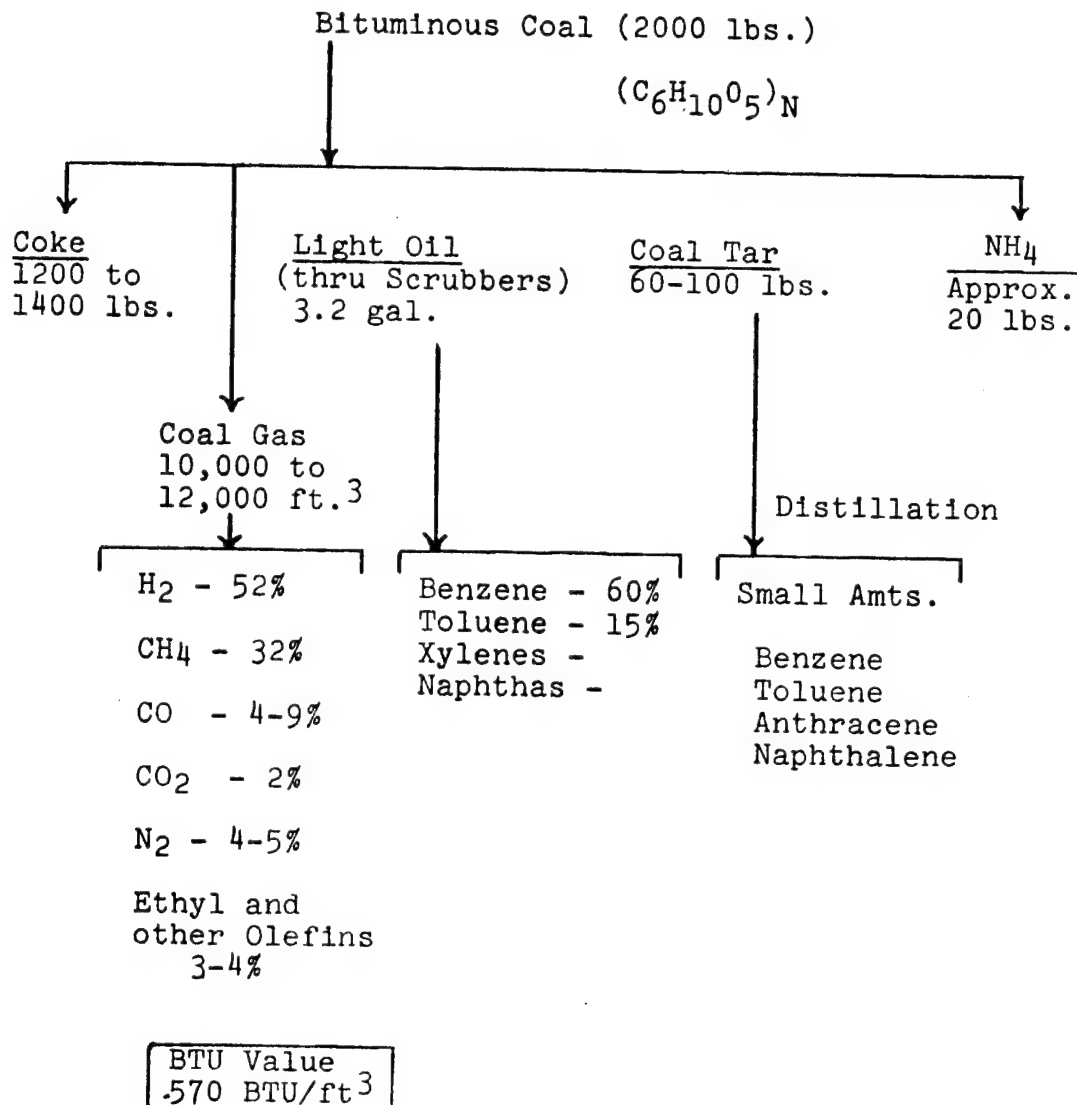 Bituminous Coal (2000 lbs.)
(C₆H₁₀O₅)N
Coke
1200 to
1400 lbs.
Light Oil
(thru Scrubbers)
3.2 gal.
Coal Tar
60-100 lbs.
NH₄
Approx.
20 lbs.
Coal Gas
10,000 to
12,000 ft.³
Distillation
H₂ - 52%
CH₄ - 32%
CO - 4-9%
CO₂ - 2%
N₂ - 4-5%
Ethyl and
other Olefins
3-4%
Benzene - 60%
Toluene - 15%
Xylenes -
Naphthas -
Small Amts.
Benzene
Toluene
Anthracene
Naphthalene
BTU Value
.570 BTU/ft³